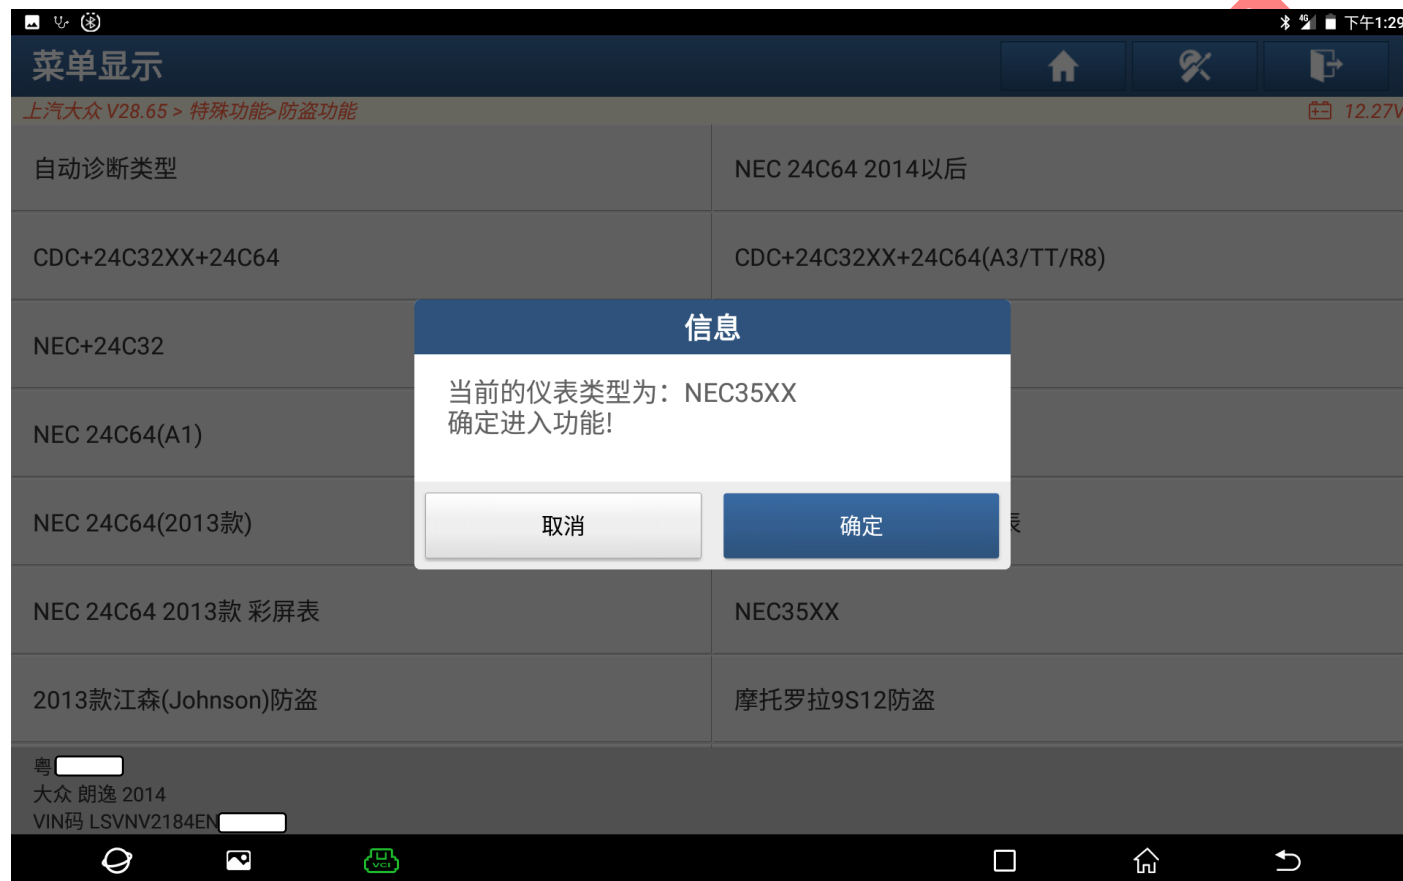 下午1:29
菜单显示
上汽大众 V28.65 > 特殊功能>防盗功能
12.27V
自动诊断类型
NEC 24C64 2014以后
CDC+24C32XX+24C64
CDC+24C32XX+24C64(A3/TT/R8)
NEC+24C32
NEC 24C64(A1)
NEC 24C64(2013款)
信息
当前的仪表类型为：NEC35XX
确定进入功能!
取消
确定
NEC 24C64 2013款 彩屏表
NEC35XX
2013款江森(Johnson)防盗
摩托罗拉9S12防盗
粤
大众 朗逸 2014
VIN码 LSVNV2184EN
VCI